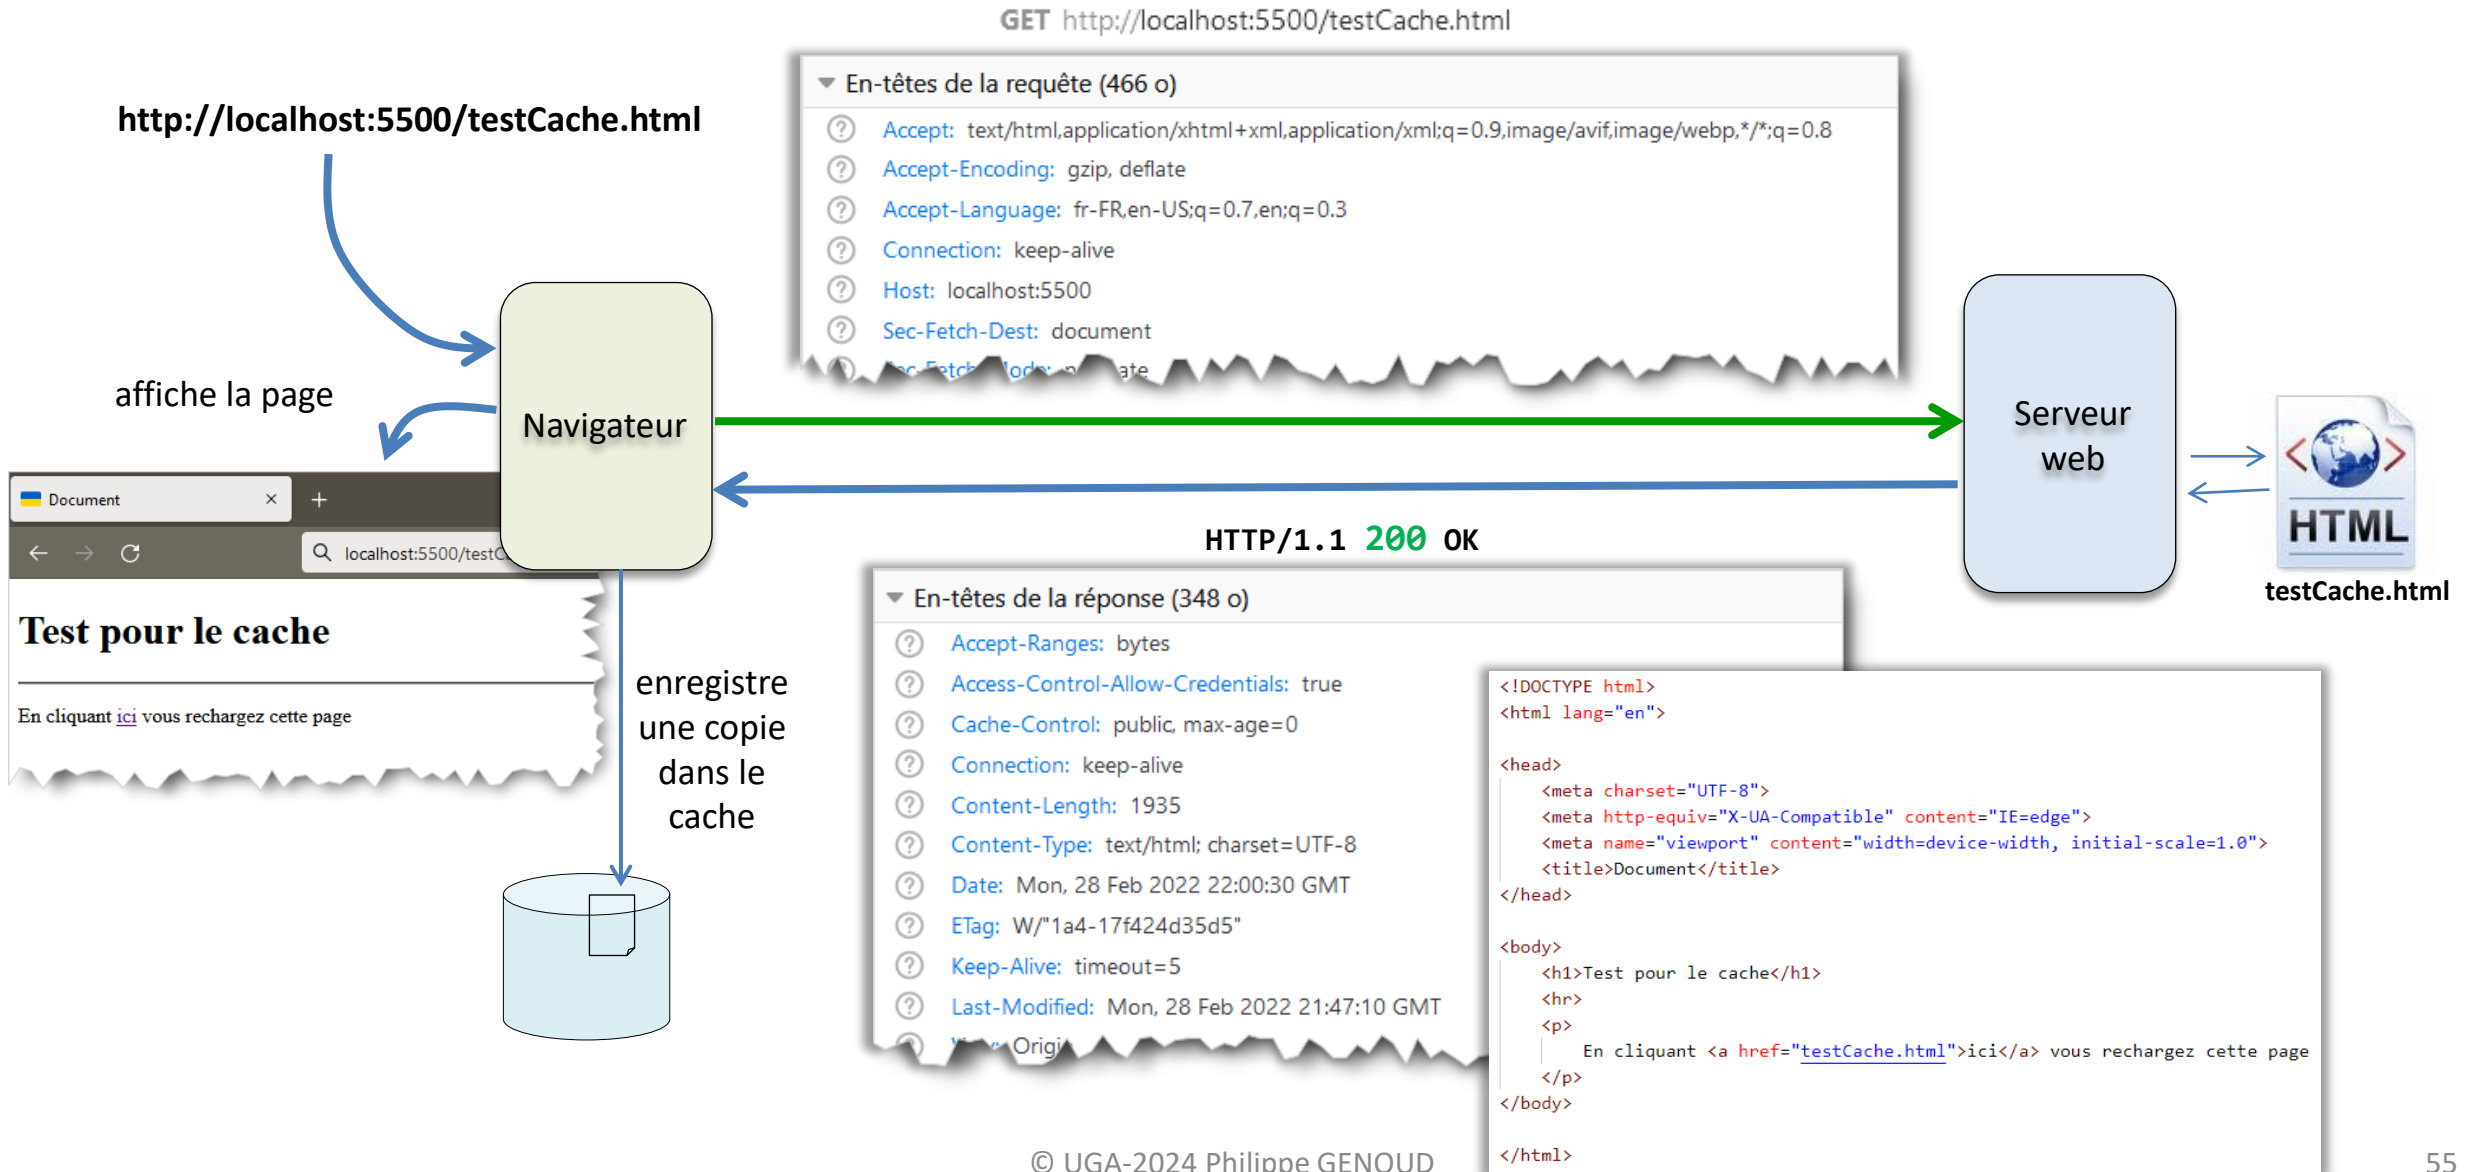 GET http://localhost:5500/testCache.html
En-têtes de la requête (466 o)
http://localhost:5500/testCache.html
Accept: text/html,application/xhtml+xml,application/xml;q=0.9,image/avif,image/webp,*/*;q=0.8
Accept-Encoding: gzip, deflate
Accept-Language: fr-FR,en-US;q=0.7,en;q=0.3
Connection: keep-alive
Host: localhost:5500
Sec-Fetch-Dest: document
affiche la page
Navigateur
Serveur
web
HTML
testCache.html
Document
localhost:5500/testC
Test pour le cache
En cliquant ici vous rechargez cette page
enregistre
une copie
dans le
cache
HTTP/1.1 200 OK
En-têtes de la réponse (348 o)
Accept-Ranges: bytes
Access-Control-Allow-Credentials: true
Cache-Control: public, max-age=0
Connection: keep-alive
Content-Length: 1935
Content-Type: text/html; charset=UTF-8
Date: Mon, 28 Feb 2022 22:00:30 GMT
ETag: W/"1a4-17f424d35d5"
Keep-Alive: timeout=5
Last-Modified: Mon, 28 Feb 2022 21:47:10 GMT
<!DOCTYPE html>
<html lang="en">
<head>
<meta charset="UTF-8">
<meta http-equiv="X-UA-Compatible" content="IE=edge">
<meta name="viewport" content="width=device-width, initial-scale=1.0">
<title>Document</title>
</head>
<body>
<h1>Test pour le cache</h1>
<hr>
<p>
En cliquant <a href="testCache.html">ici</a> vous rechargez cette page
</p>
</body>
</html>
© UGA-2024 Philippe GENOUD
55